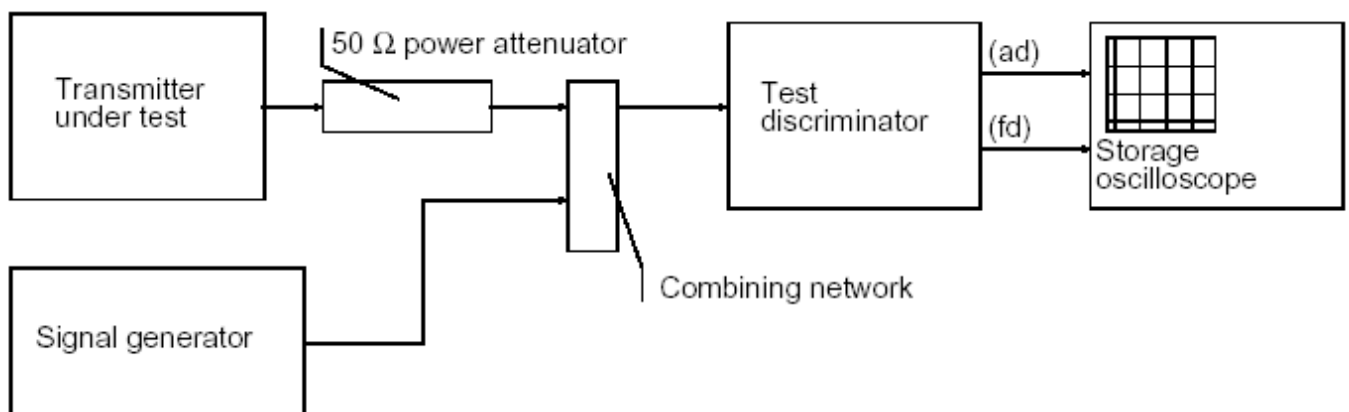 50 Ω power attenuator
Transmitter
under test
Test
discriminator
(ad)
(fd)
Storage
oscilloscope
Combining network
Signal generator